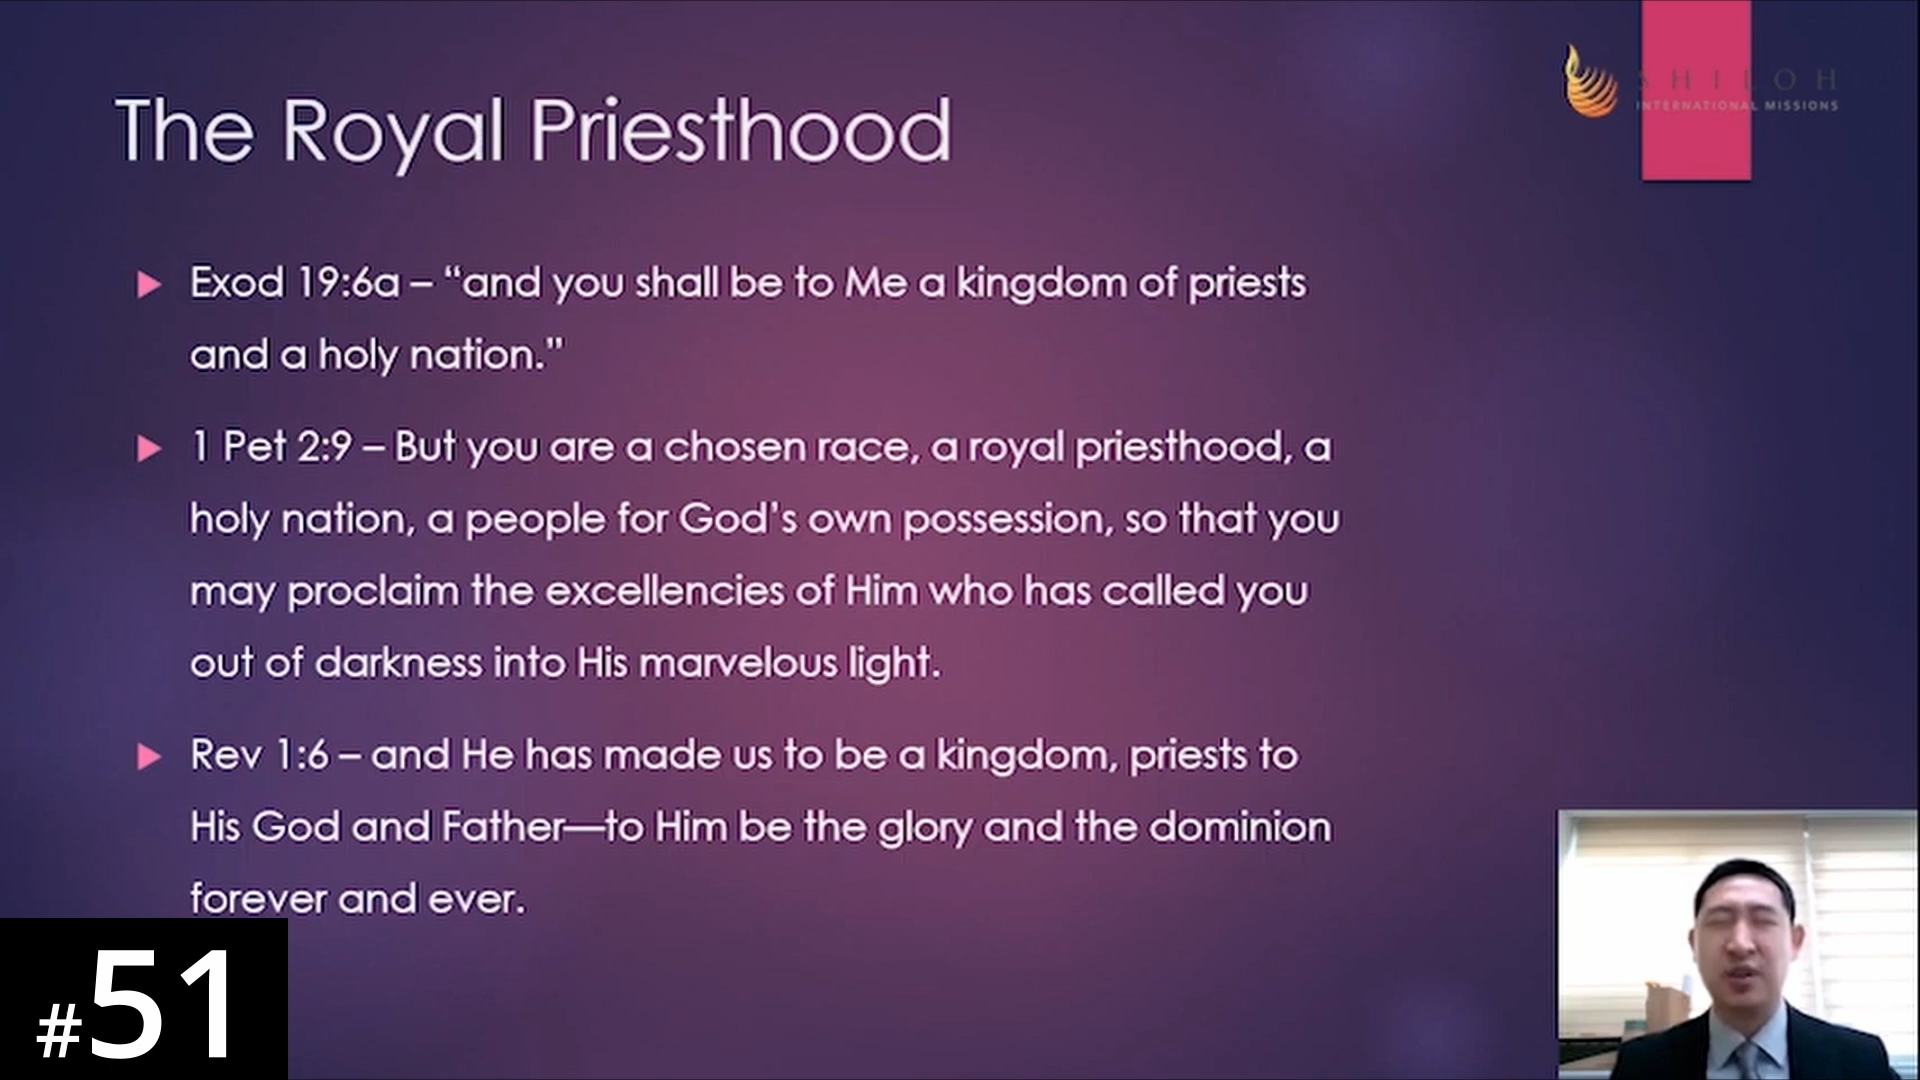 SHILOH
INTERNATIONAL MISSIONS
The Royal Priesthood
Exod 19:6a – “and you shall be to Me a kingdom of priests
and a holy nation.”
1 Pet 2:9 – But you are a chosen race, a royal priesthood, a
holy nation, a people for God’s own possession, so that you
may proclaim the excellencies of Him who has called you
out of darkness into His marvelous light.
Rev 1:6 – and He has made us to be a kingdom, priests to
His God and Father—to Him be the glory and the dominion
forever and ever.
#51